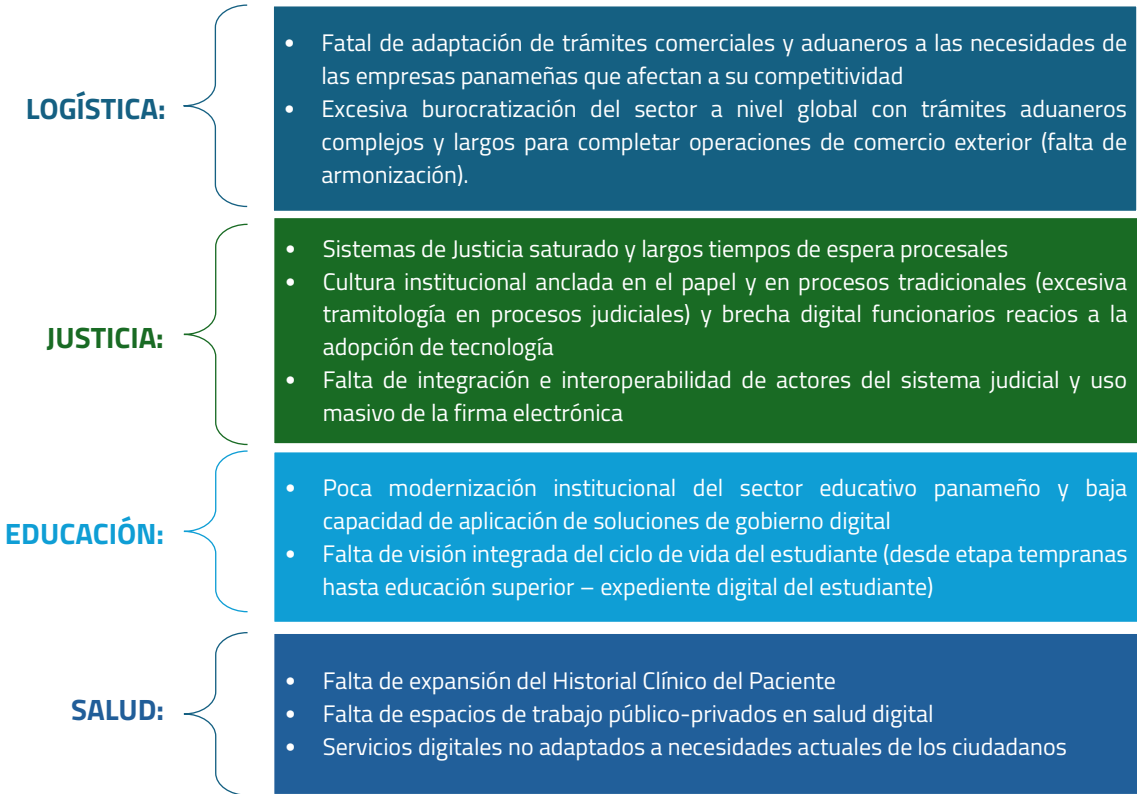 LOGÍSTICA:
• Fatal de adaptación de trámites comerciales y aduaneros a las necesidades de
las empresas panameñas que afectan a su competitividad
• Excesiva burocratización del sector a nivel global con trámites aduaneros
complejos y largos para completar operaciones de comercio exterior (falta de
armonización).
JUSTICIA:
• Sistemas de Justicia saturado y largos tiempos de espera procesales
• Cultura institucional anclada en el papel y en procesos tradicionales (excesiva
tramitología en procesos judiciales) y brecha digital funcionarios reacios a la
adopción de tecnología
• Falta de integración e interoperabilidad de actores del sistema judicial y uso
masivo de la firma electrónica
EDUCACIÓN:
• Poca modernización institucional del sector educativo panameño y baja
capacidad de aplicación de soluciones de gobierno digital
• Falta de visión integrada del ciclo de vida del estudiante (desde etapa tempranas
hasta educación superior – expediente digital del estudiante)
SALUD:
• Falta de expansión del Historial Clínico del Paciente
• Falta de espacios de trabajo público-privados en salud digital
• Servicios digitales no adaptados a necesidades actuales de los ciudadanos